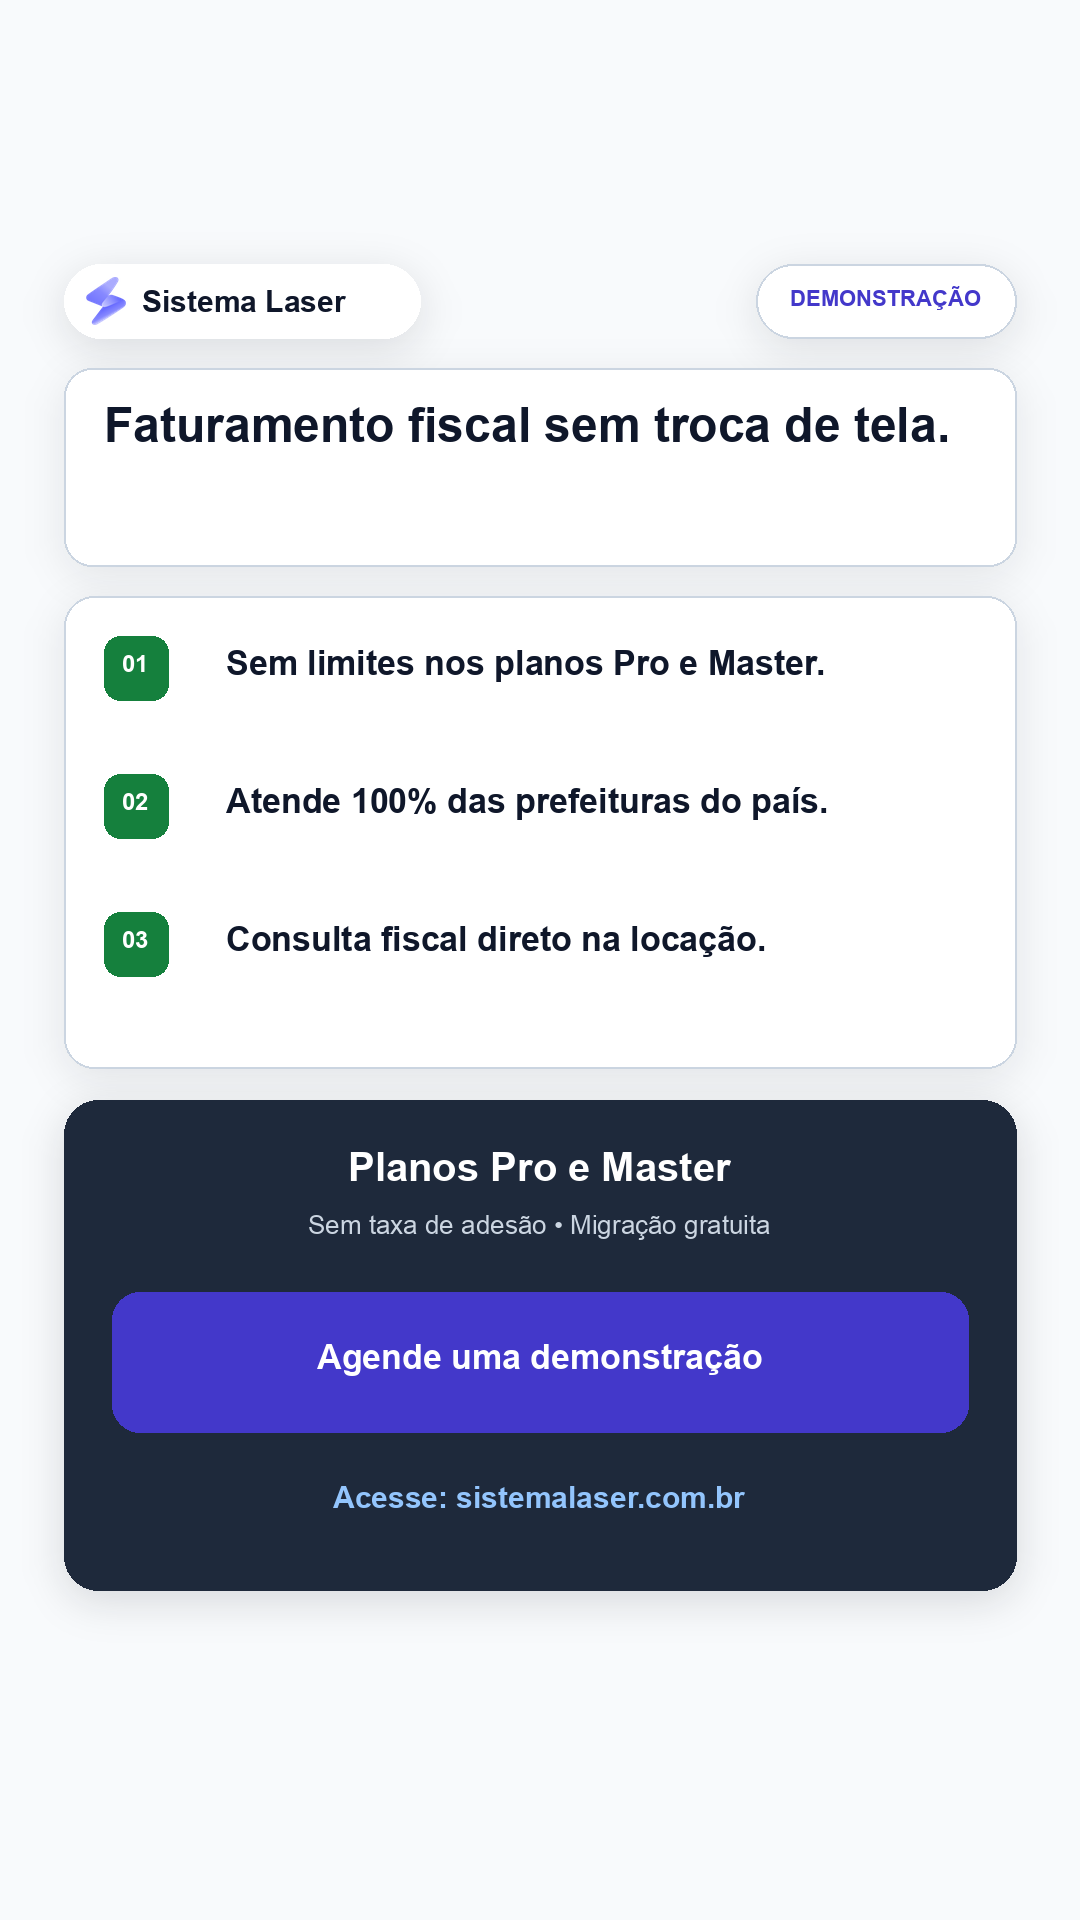 Sistema Laser
DEMONSTRAÇÃO
Faturamento fiscal sem troca de tela.
01
Sem limites nos planos Pro e Master.
02
Atende 100% das prefeituras do país.
03
Consulta fiscal direto na locação.
Planos Pro e Master
Sem taxa de adesão • Migração gratuita
Agende uma demonstração
Acesse: sistemalaser.com.br